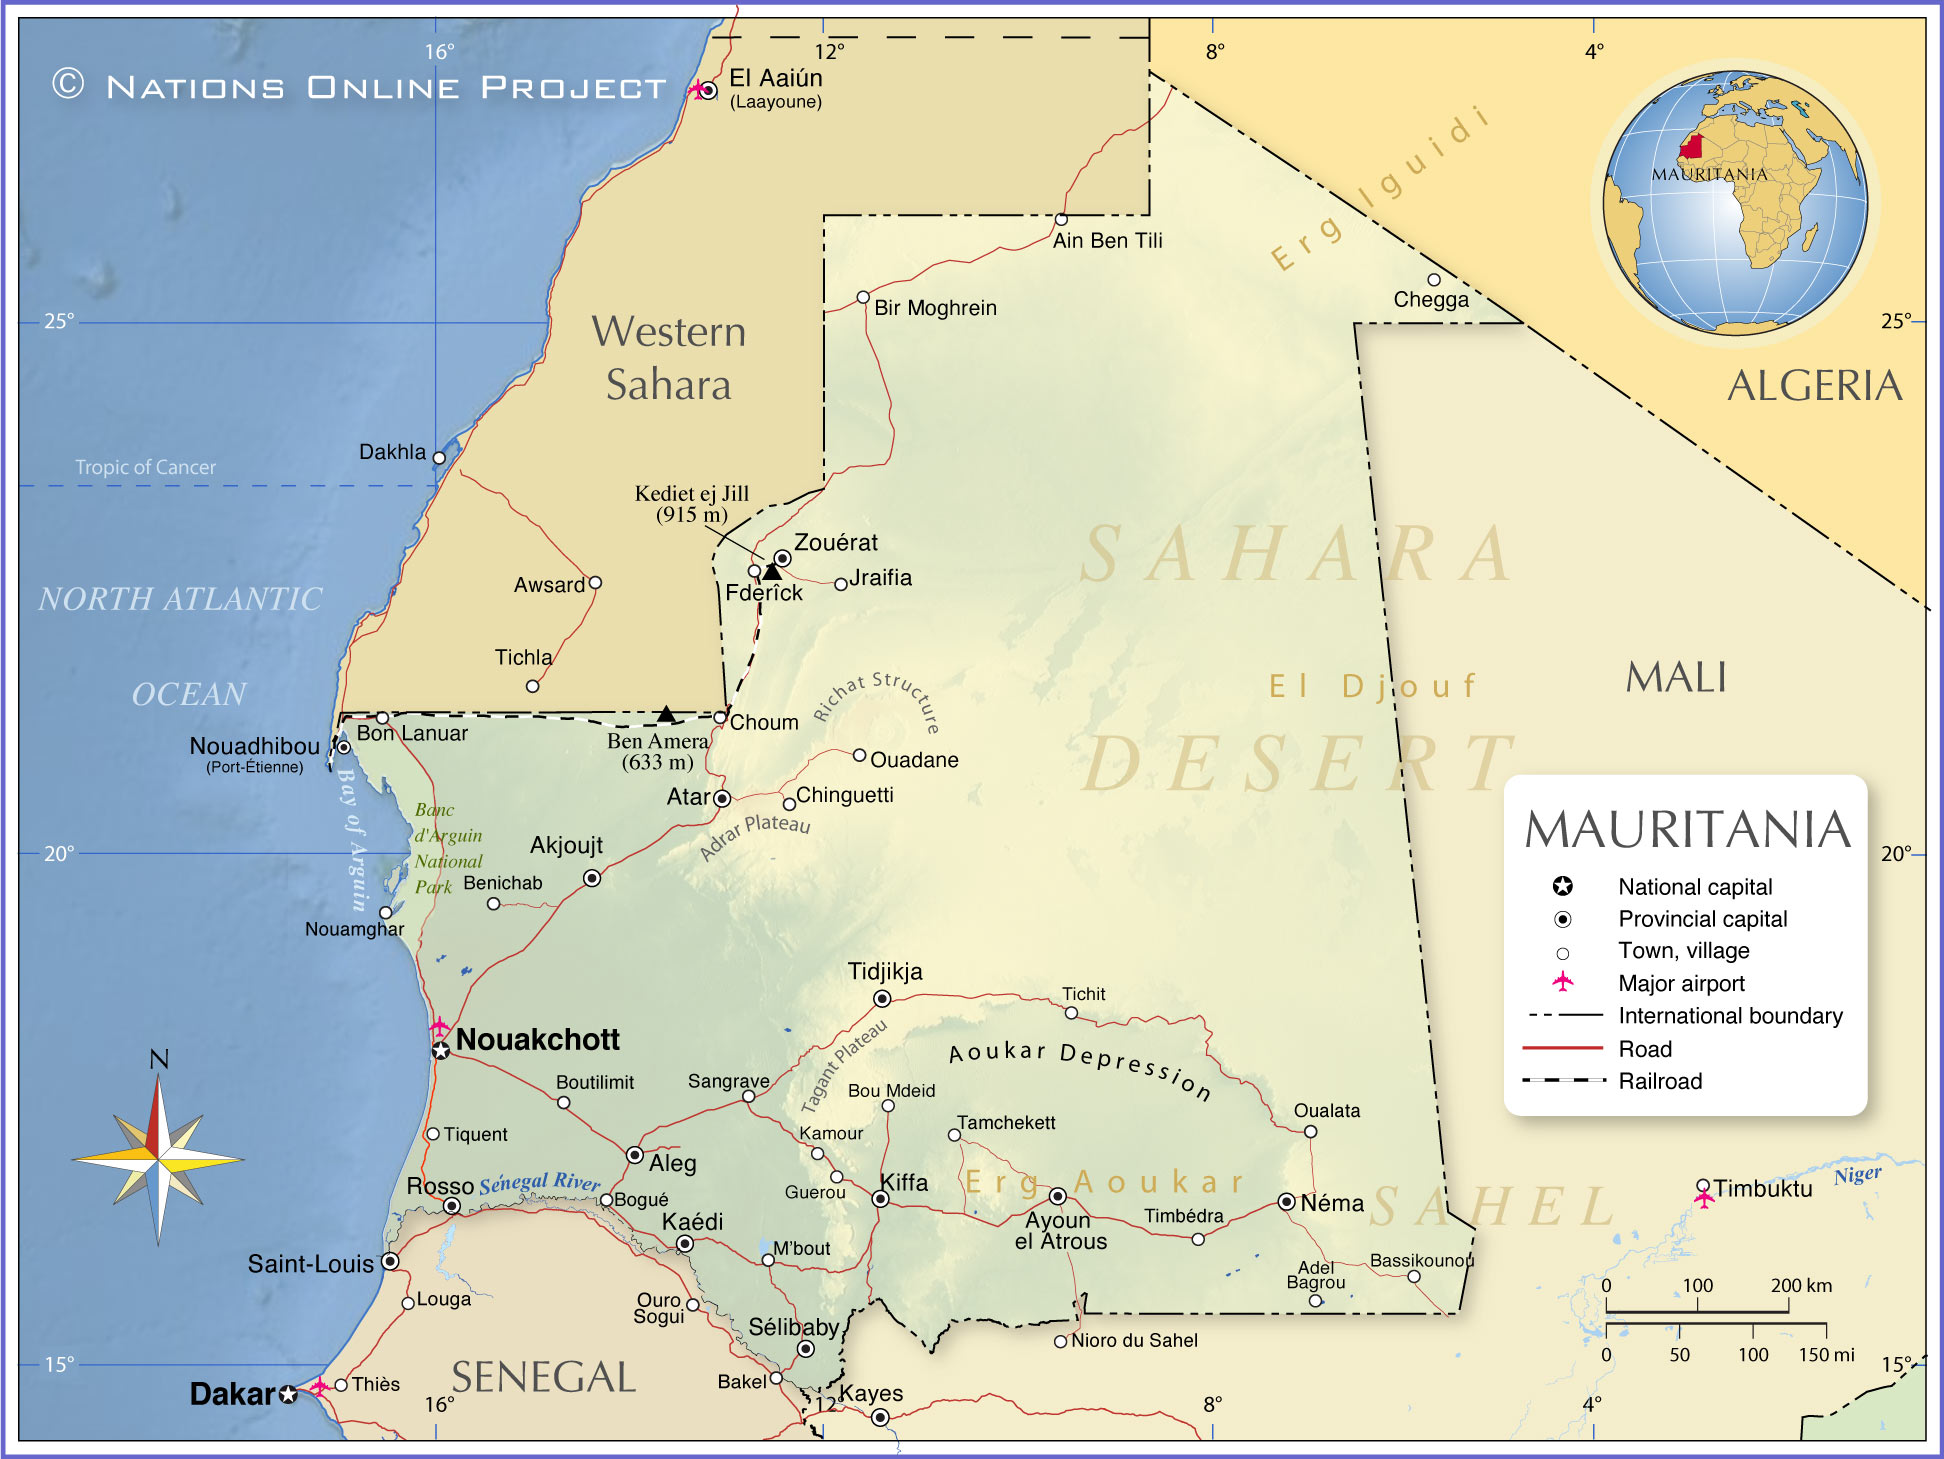 16°
12°
8°
4°
© NATIONS ONLINE PROJECT
El Aaiún
(Laayoune)
Erg Iguidi
MAURITANIA
Ain Ben Tili
Chegga
Bir Moghrein
25°
25°
Western
Sahara
ALGERIA
Dakhla
Tropic of Cancer
Kediet ej Jill
(915 m)
Zouérat
SAHARA
Jraifia
Fderîck
Awsard
NORTH ATLANTIC
OCEAN
Tichla
MALI
El Djouf
Richat Structure
Choum
Bon Lanuar
Nouadhibou
(Port-Étienne)
Ben Amera
(633 m)
Ouadane
DESERT
Bay of Arguin
Atar
Chinguetti
Banc
d'Arguin
National
Park
Adrar Plateau
Akjoujt
20°
20°
Benichab
Nouamghar
MAURITANIA
National capital
Provincial capital
Town, village
Major airport
International boundary
Road
Railroad
Tidjikja
Tichit
Nouakchott
Aoukar Depression
Tagant Plateau
N
Boutilimit
Sangrave
Bou Mdeid
Oualata
Tamchekett
Tiquent
Kamour
Aleg
Niger
Rosso
Sénegal River
Bogué
Guerou
Kiffa
Erg Aoukar
Néma
SAHEL
Timbuktu
Kaédi
Ayoun
el Atrous
Timbédra
M'bout
Saint-Louis
Adel
Bagrou
Bassikounou
0 100 200 km
Louga
Ouro
Sogui
Sélibaby
Nioro du Sahel
0 50 100 150 mi
15°
15°
SENEGAL
Dakar
Thiès
Bakel
Kayes
16°
12°
8°
4°